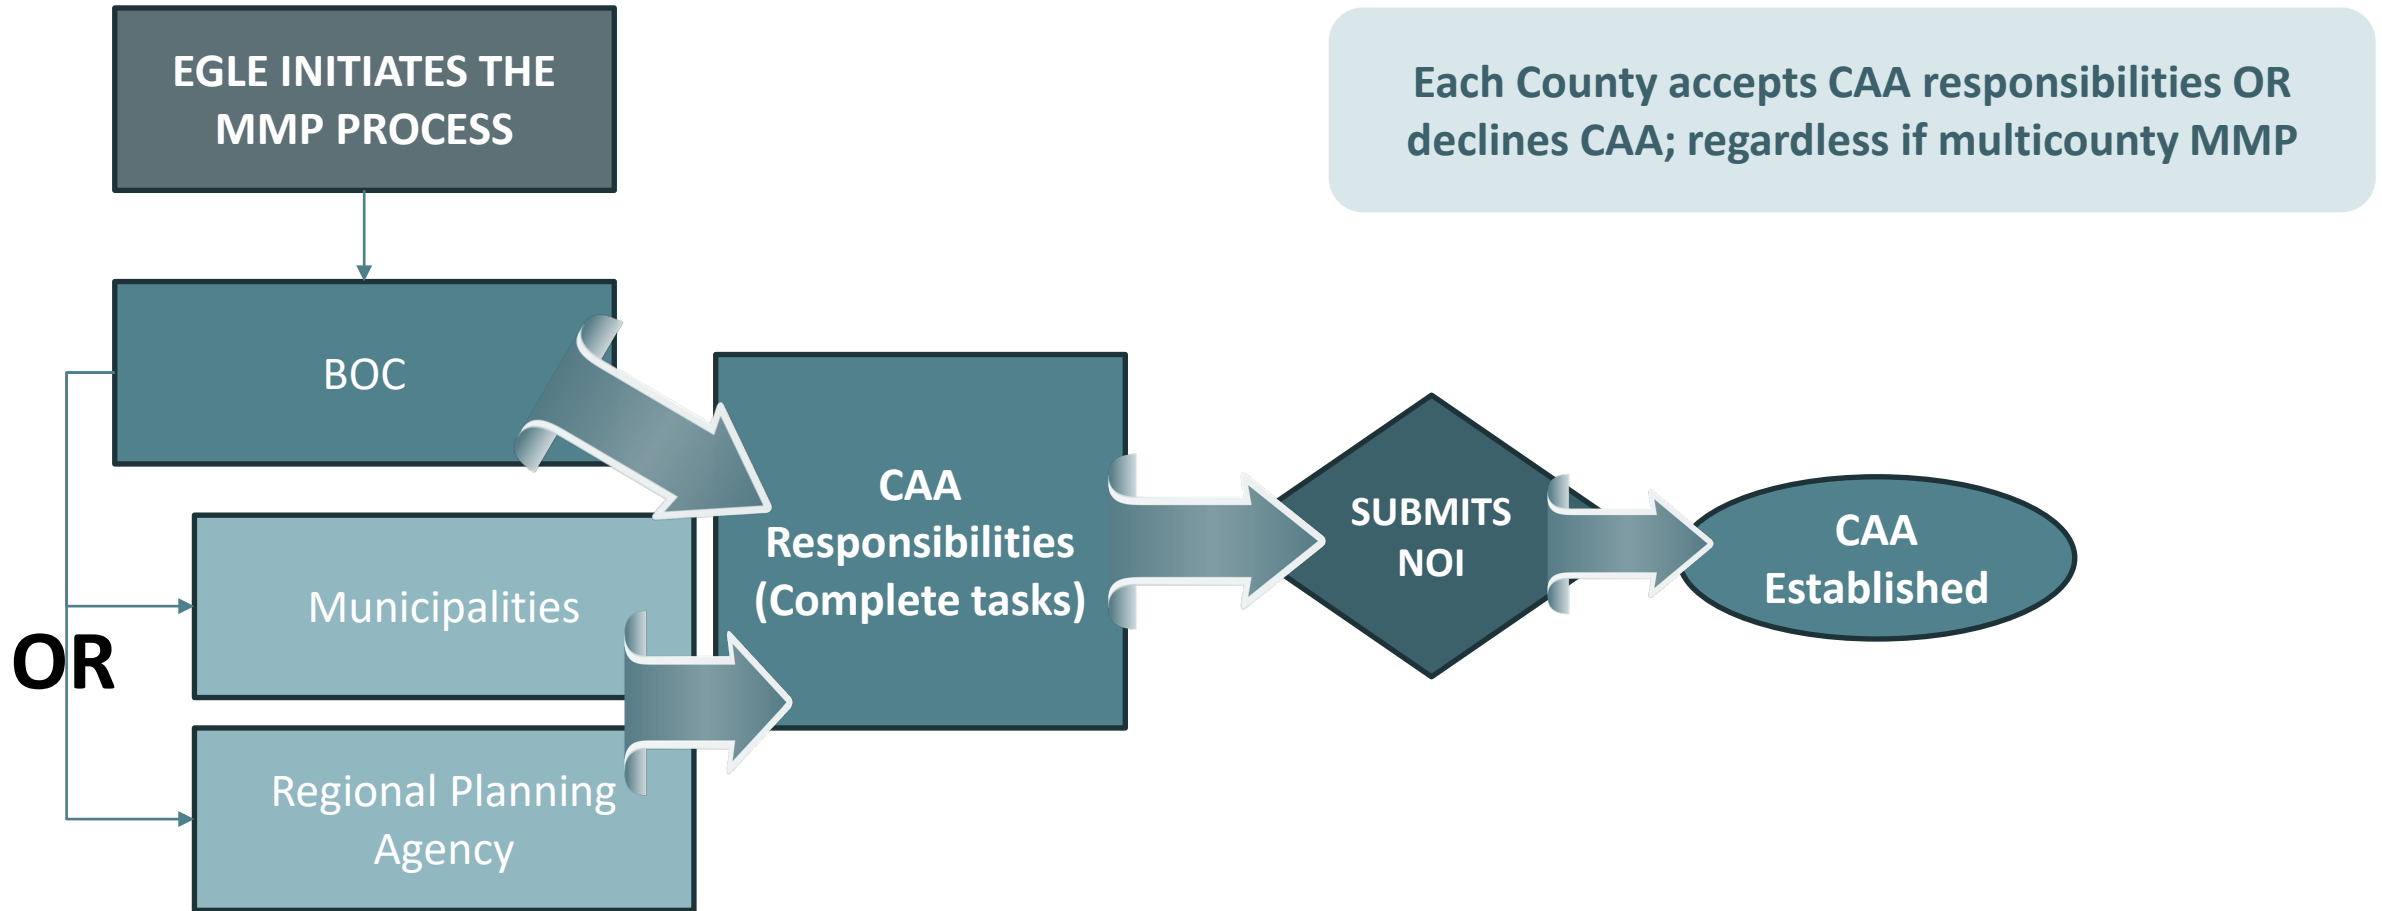 EGLE INITIATES THE
MMP PROCESS
Each County accepts CAA responsibilities OR
declines CAA; regardless if multicounty MMP
BOC
CAA
Responsibilities
(Complete tasks)
SUBMITS
NOI
CAA
Established
Municipalities
OR
Regional Planning
Agency